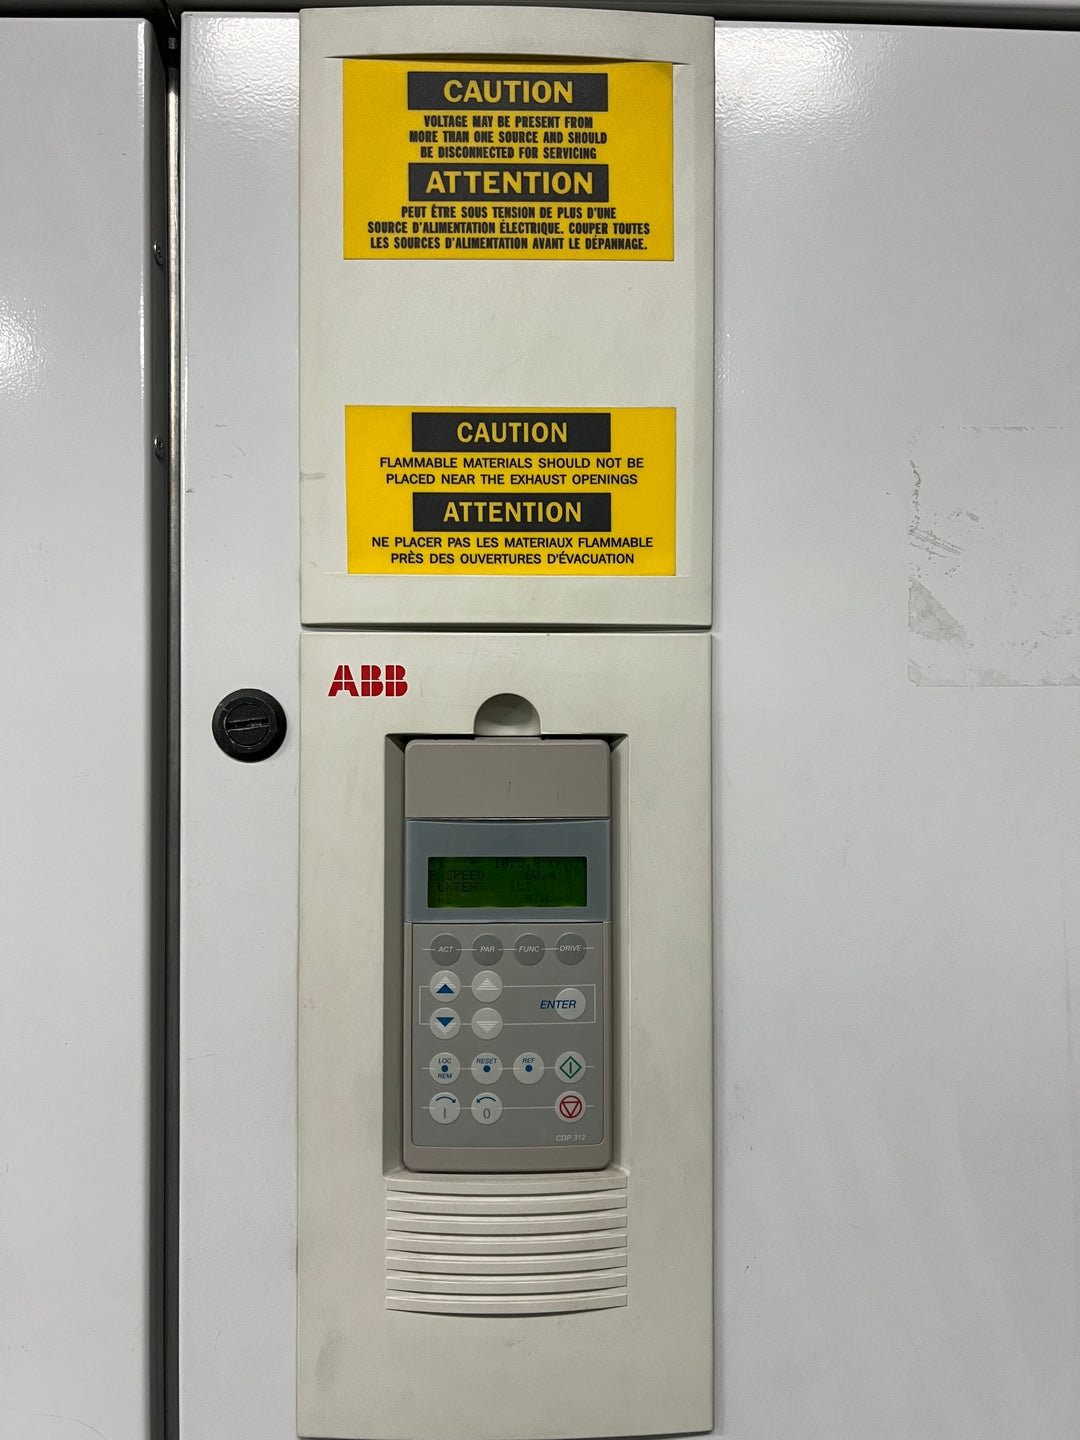 CAUTION
VOLTAGE MAY BE PRESENT FROM
MORE THAN ONE SOURCE AND SHOULD
BE DISCONNECTED FOR SERVICING
ATTENTION
PEUT ÊTRE SOUS TENSION DE PLUS D'UNE
SOURCE D'ALIMENTATION ÉLECTRIQUE. COUPER TOUTES
LES SOURCES D'ALIMENTATION AVANT LE DÉPANNAGE.
CAUTION
FLAMMABLE MATERIALS SHOULD NOT BE
PLACED NEAR THE EXHAUST OPENINGS
ATTENTION
NE PLACER PAS LES MATERIAUX FLAMMABLE
PRÈS DES OUVERTURES D'ÉVACUATION
ABB
SPEED 60.4 %
ACT PAR FUNC DRIVE
ENTER
LOC REM RESET REF I
I 0
CDP 312